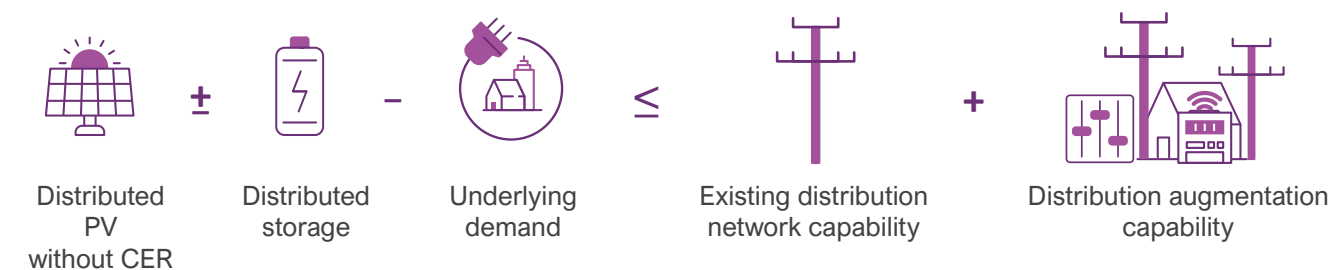 ±
–
≤
+
Distributed
PV
without CER
Distributed
storage
Underlying
demand
Existing distribution
network capability
Distribution augmentation
capability